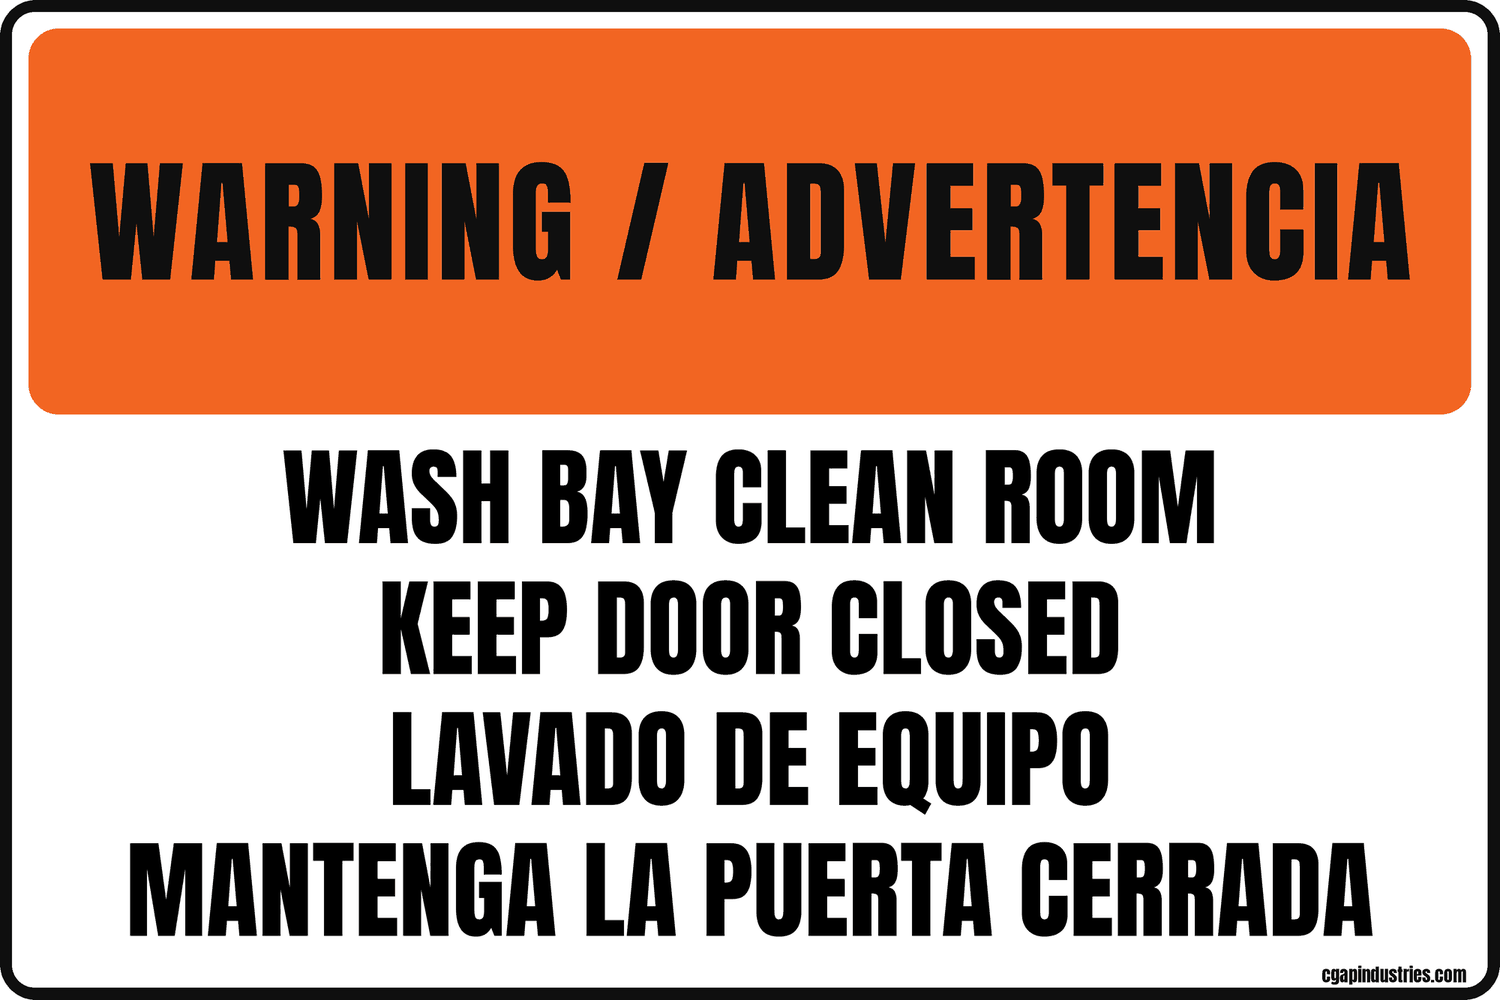 WARNING / ADVERTENCIA
WASH BAY CLEAN ROOM
KEEP DOOR CLOSED
LAVADO DE EQUIPO
MANTENGA LA PUERTA CERRADA
cgapindustries.com